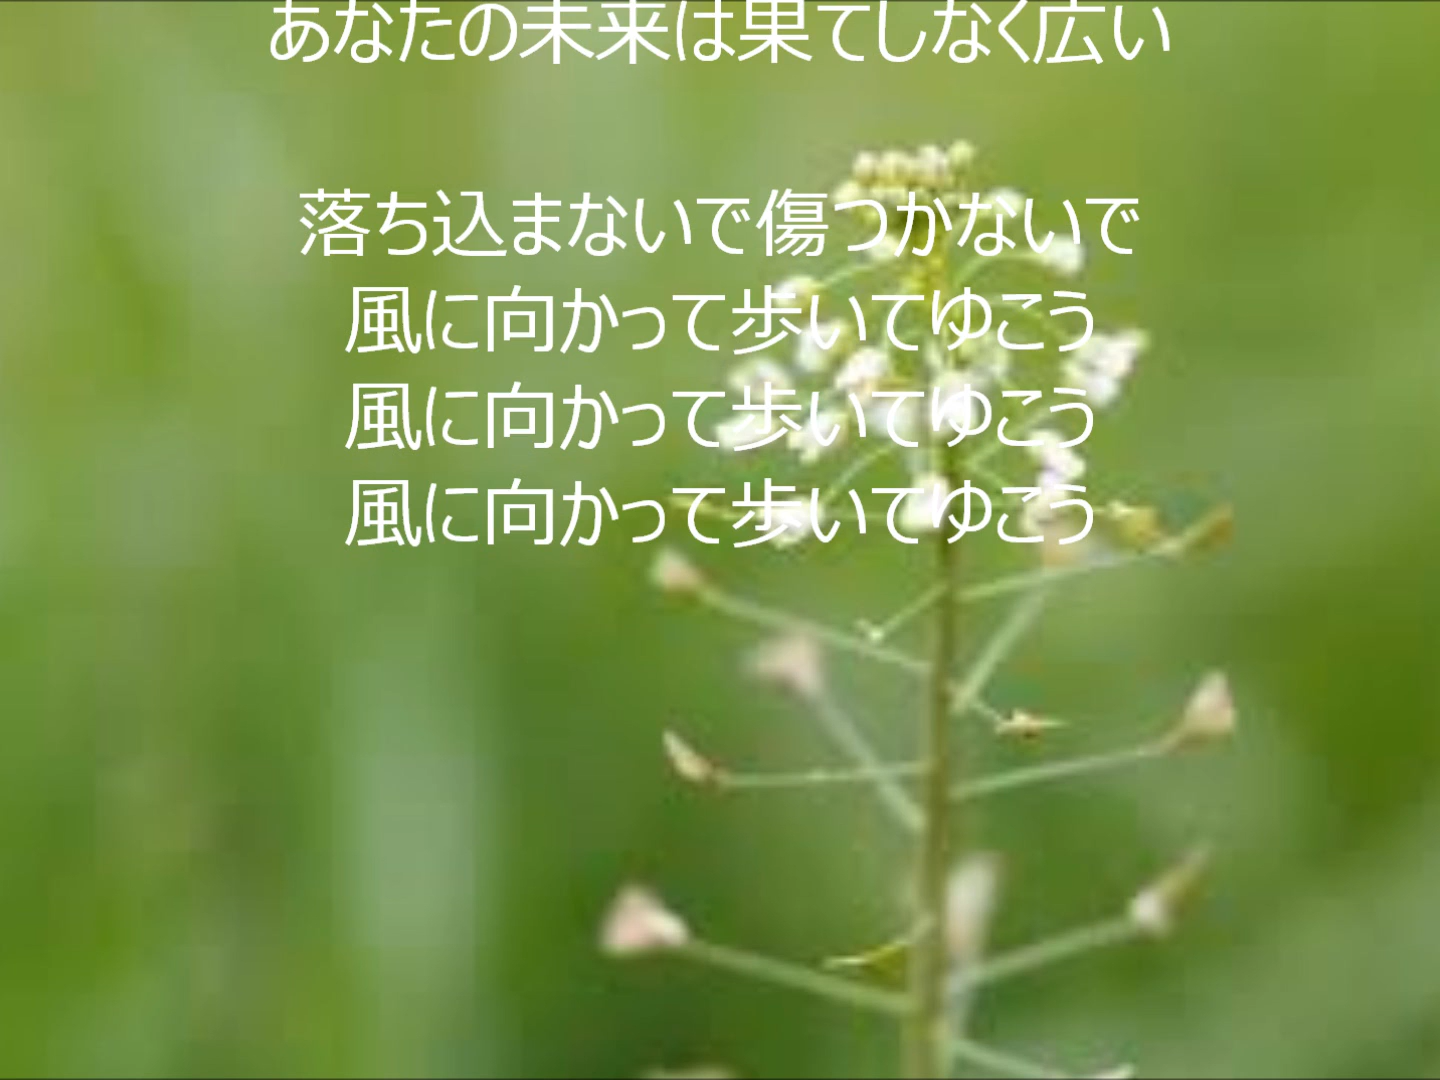 あなたの未来は果てしなく広い
落ち込まないで傷つかないで
風に向かって歩いてゆこう
風に向かって歩いてゆこう
風に向かって歩いてゆこう